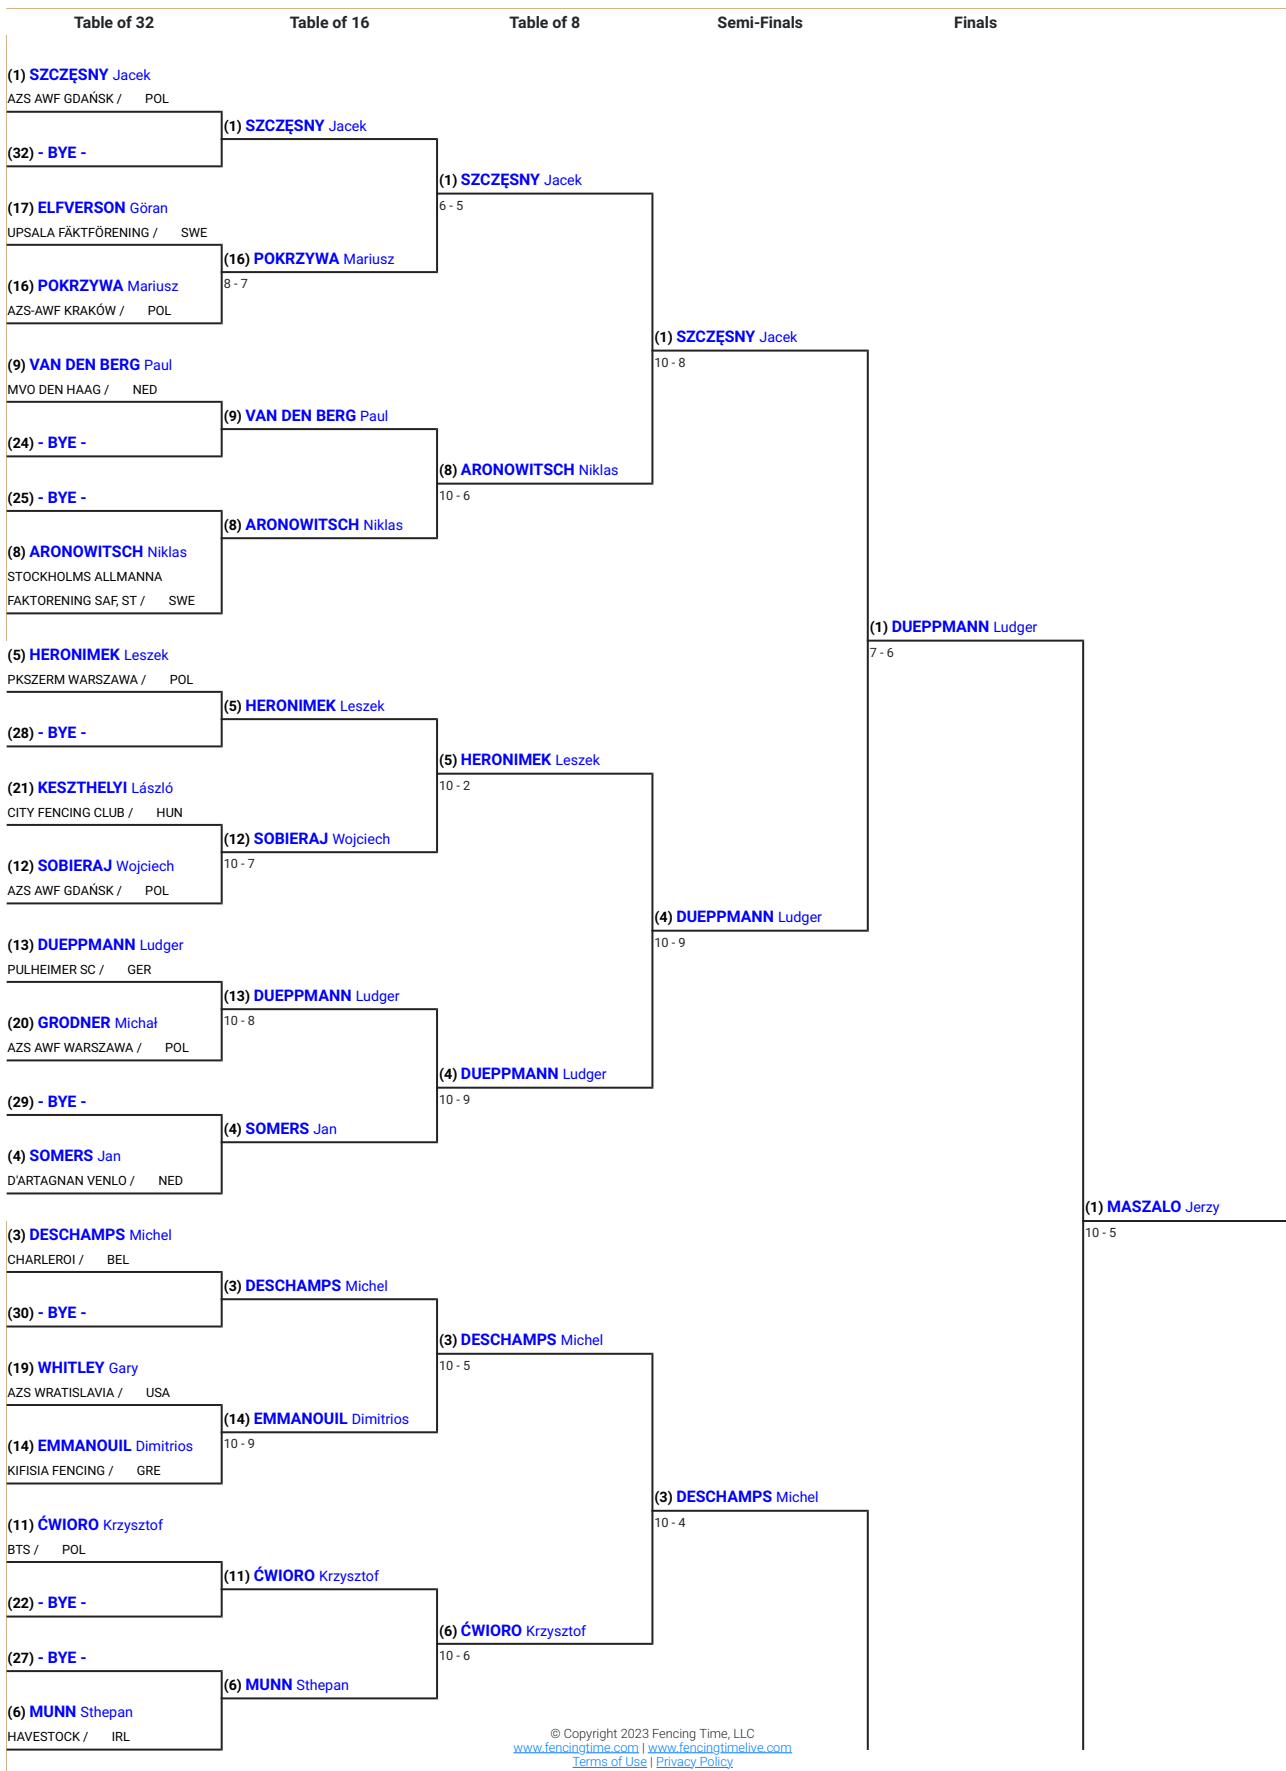 Table of 32 Table of 16 Table of 8 Semi-Finals Finals
(1) SZCZĘSNY Jacek
AZS AWF GDAŃSK / POL
(1) SZCZĘSNY Jacek
(32) - BYE -
(1) SZCZĘSNY Jacek
6 - 5
(17) ELFVERSON Göran
UPSALA FÄKTFÖRENING / SWE
(16) POKRZYWA Mariusz
8 - 7
(16) POKRZYWA Mariusz
AZS-AWF KRAKÓW / POL
(1) SZCZĘSNY Jacek
10 - 8
(9) VAN DEN BERG Paul
MVO DEN HAAG / NED
(9) VAN DEN BERG Paul
(24) - BYE -
(8) ARONOWITSCH Niklas
10 - 6
(25) - BYE -
(8) ARONOWITSCH Niklas
(8) ARONOWITSCH Niklas
STOCKHOLMS ALLMANNA
FAKTORENING SAF, ST / SWE
(1) DUEPPMANN Ludger
7 - 6
(5) HERONIMEK Leszek
PKSZERM WARSZAWA / POL
(5) HERONIMEK Leszek
(28) - BYE -
(5) HERONIMEK Leszek
10 - 2
(21) KESZTHELYI László
CITY FENCING CLUB / HUN
(12) SOBIERAJ Wojciech
10 - 7
(12) SOBIERAJ Wojciech
AZS AWF GDAŃSK / POL
(4) DUEPPMANN Ludger
10 - 9
(13) DUEPPMANN Ludger
PULHEIMER SC / GER
(13) DUEPPMANN Ludger
10 - 8
(20) GRODNER Michał
AZS AWF WARSZAWA / POL
(4) DUEPPMANN Ludger
10 - 9
(29) - BYE -
(4) SOMERS Jan
(4) SOMERS Jan
D'ARTAGNAN VENLO / NED
(1) MASZALO Jerzy
10 - 5
(3) DESCHAMPS Michel
CHARLEROI / BEL
(3) DESCHAMPS Michel
(30) - BYE -
(3) DESCHAMPS Michel
10 - 5
(19) WHITLEY Gary
AZS WRATISLAVIA / USA
(14) EMMANOUIL Dimitrios
10 - 9
(14) EMMANOUIL Dimitrios
KIFISIA FENCING / GRE
(3) DESCHAMPS Michel
10 - 4
(11) ĆWIORO Krzysztof
BTS / POL
(11) ĆWIORO Krzysztof
(22) - BYE -
(6) ĆWIORO Krzysztof
10 - 6
(27) - BYE -
(6) MUNN Sthepan
(6) MUNN Sthepan
HAVESTOCK / IRL
© Copyright 2023 Fencing Time, LLC
www.fencingtime.com | www.fencingtimelive.com
Terms of Use | Privacy Policy